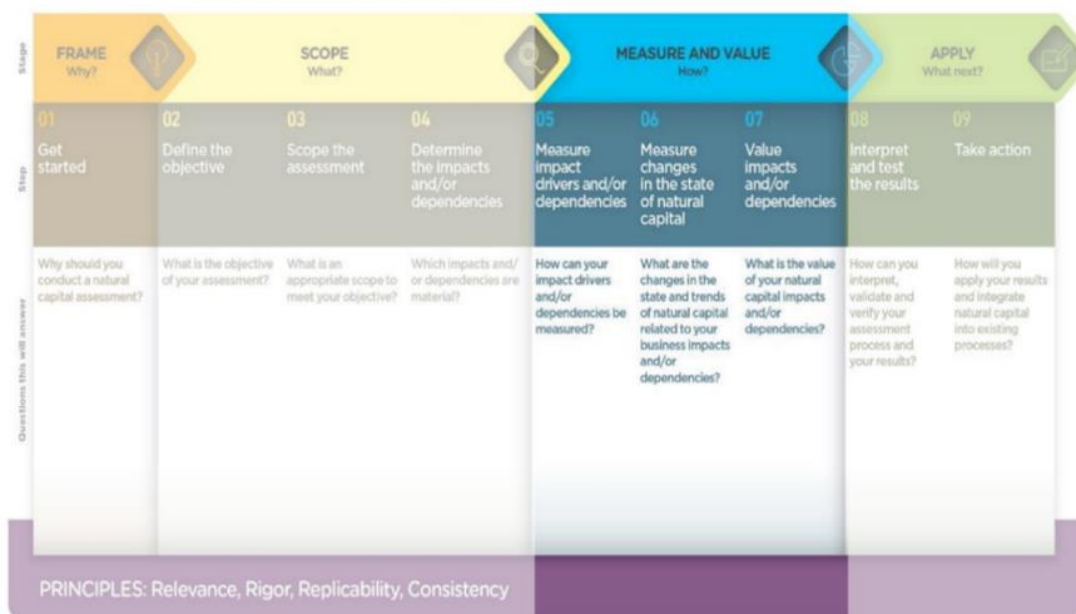 Stage
FRAME
Why?
SCOPE
What?
MEASURE AND VALUE
How?
APPLY
What next?
Step
01
Get
started
02
Define the
objective
03
Scope the
assessment
04
Determine
the impacts
and/or
dependencies
05
Measure
impact
drivers and/or
dependencies
06
Measure
changes
in the state
of natural
capital
07
Value
impacts
and/or
dependencies
08
Interpret
and test
the results
09
Take action
Questions this will answer
Why should you
conduct a natural
capital assessment?
What is the objective
of your assessment?
What is an
appropriate scope to
meet your objective?
Which impacts and/
or dependencies are
material?
How can your
impact drivers
and/or
dependencies be
measured?
What are the
changes in the
state and trends
of natural capital
related to your
business impacts
and/or
dependencies?
What is the value
of your natural
capital impacts
and/or
dependencies?
How can you
interpret,
validate and
verify your
assessment
process and
your results?
How will you
apply your results
and integrate
natural capital
into existing
processes?
PRINCIPLES: Relevance, Rigor, Replicability, Consistency